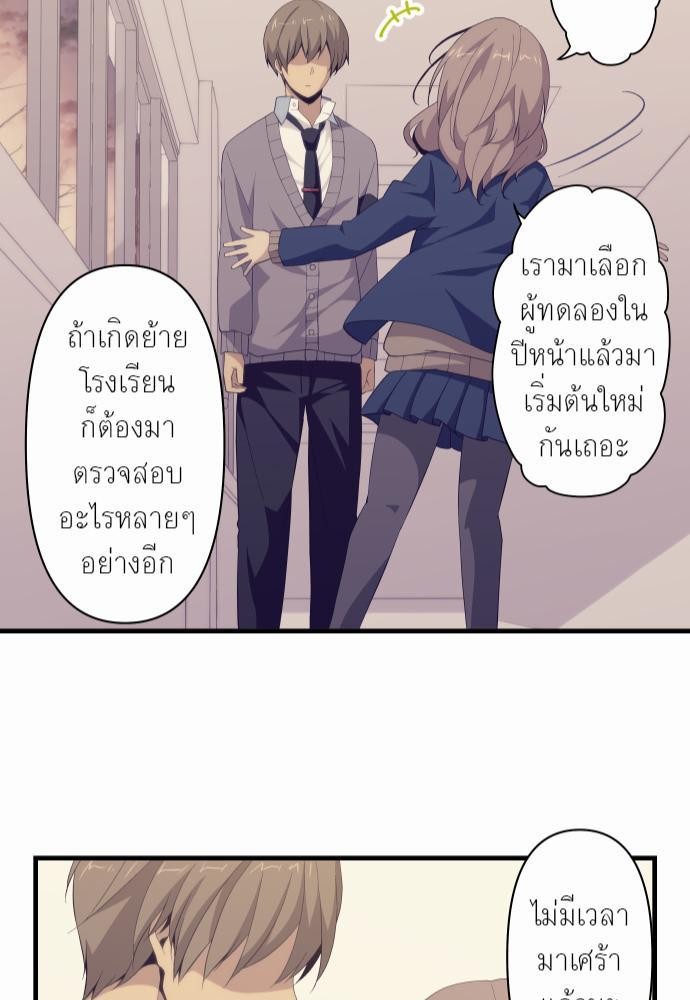 เรามาเลือก
ผู้ทดลองใน
ปีหน้าแล้วมา
เริ่มต้นใหม่
กันเถอะ
ถ้าเกิดย้าย
โรงเรียน
ก็ต้องมา
ตรวจสอบ
อะไรหลายๆ
อย่างอีก
ไม่มีเวลา
มาเศร้า